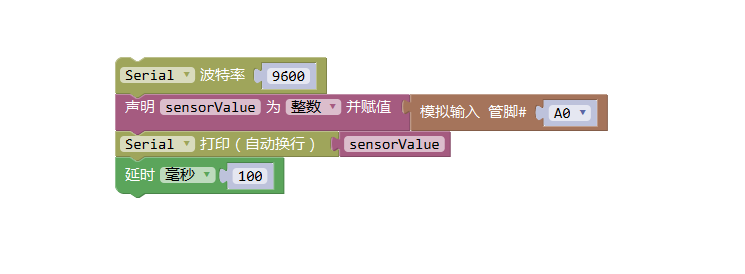 Serial 波特率 9600
声明 sensorValue 为 整数 并赋值 模拟输入 管脚# A0
Serial 打印（自动换行） sensorValue
延时 毫秒 100